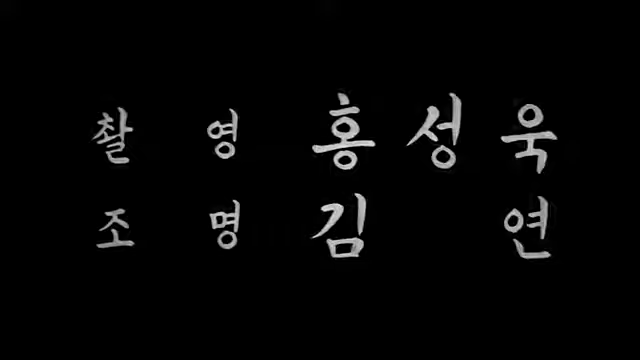 촬 영 홍 성 욱
조 명 김 연